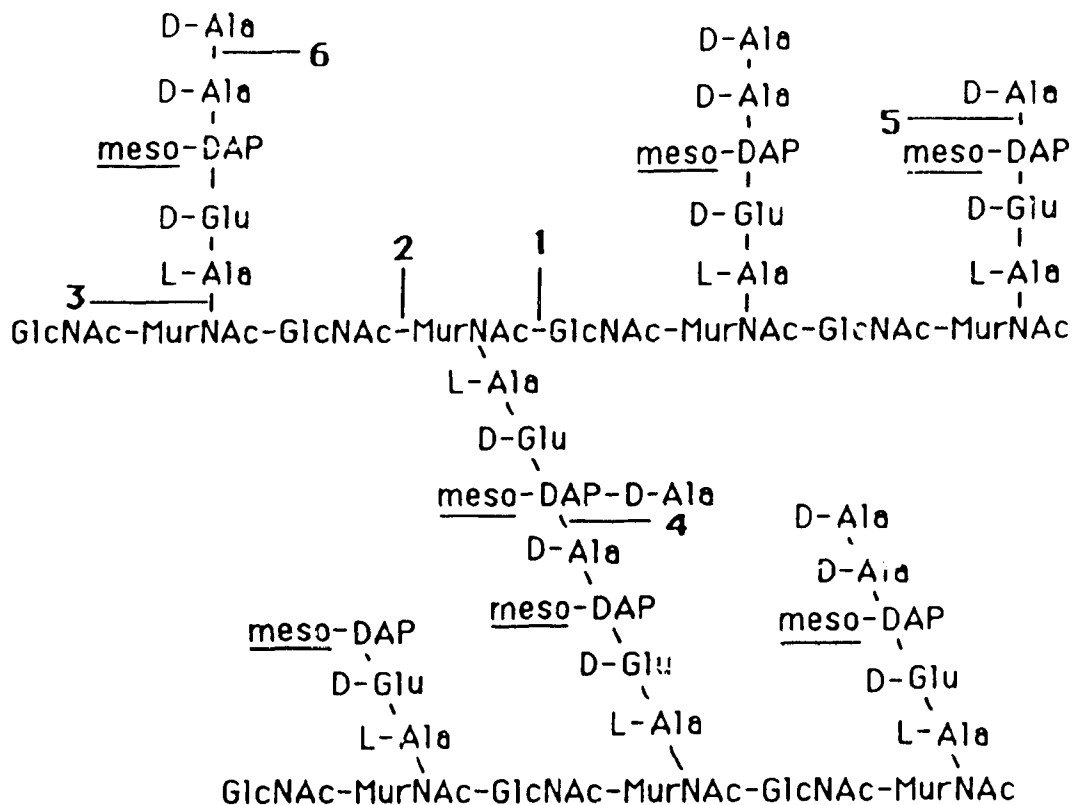 D-Ala
6
D-Ala
meso-DAP
D-Glu
L-Ala
3
D-Ala
D-Ala
meso-DAP
D-Glu
L-Ala
D-Ala
5
meso-DAP
D-Glu
L-Ala
2
1
GlcNAc-MurNAc-GlcNAc-MurNAc-GlcNAc-MurNAc-GlcNAc-MurNAc
L-Ala
D-Glu
meso-DAP-D-Ala
4
D-Ala
meso-DAP
D-Glu
L-Ala
meso-DAP
D-Glu
L-Ala
D-Ala
D-Ala
meso-DAP
D-Glu
L-Ala
GlcNAc-MurNAc-GlcNAc-MurNAc-GlcNAc-MurNAc